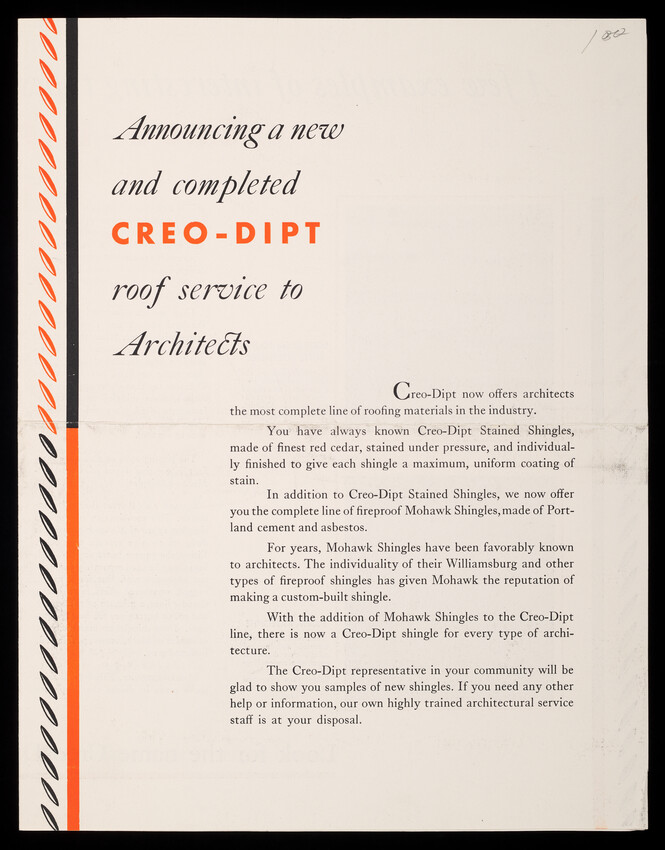 1802
Announcing a new
and completed
CREO-DIPT
roof service to
Architects
Creo-Dipt now offers architects
the most complete line of roofing materials in the industry.
You have always known Creo-Dipt Stained Shingles,
made of finest red cedar, stained under pressure, and individual-
ly finished to give each shingle a maximum, uniform coating of
stain.
In addition to Creo-Dipt Stained Shingles, we now offer
you the complete line of fireproof Mohawk Shingles, made of Port-
land cement and asbestos.
For years, Mohawk Shingles have been favorably known
to architects. The individuality of their Williamsburg and other
types of fireproof shingles has given Mohawk the reputation of
making a custom-built shingle.
With the addition of Mohawk Shingles to the Creo-Dipt
line, there is now a Creo-Dipt shingle for every type of archi-
tecture.
The Creo-Dipt representative in your community will be
glad to show you samples of new shingles. If you need any other
help or information, our own highly trained architectural service
staff is at your disposal.